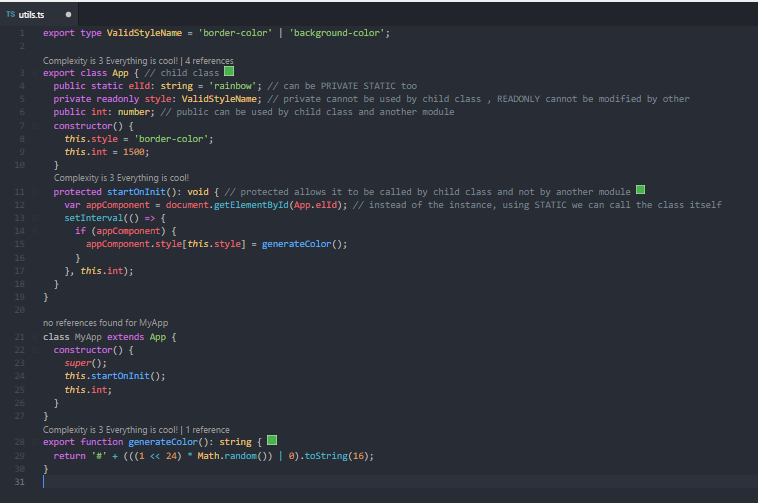 TS utils.ts ●
1 export type ValidStyleName = 'border-color' | 'background-color';
2
Complexity is 3 Everything is cool! | 4 references
3 export class App { // child class
4 public static elId: string = 'rainbow'; // can be PRIVATE STATIC too
5 private readonly style: ValidStyleName; // private cannot be used by child class , READONLY cannot be modified by other
6 public int: number; // public can be used by child class and another module
7 constructor() {
8 this.style = 'border-color';
9 this.int = 1500;
10 }
Complexity is 3 Everything is cool!
11 protected startOnInit(): void { // protected allows it to be called by child class and not by another module
12 var appComponent = document.getElementById(App.elId); // instead of the instance, using STATIC we can call the class itself
13 setInterval(() => {
14 if (appComponent) {
15 appComponent.style[this.style] = generateColor();
16 }
17 }, this.int);
18 }
19 }
20
no references found for MyApp
21 class MyApp extends App {
22 constructor() {
23 super();
24 this.startOnInit();
25 this.int;
26 }
27 }
Complexity is 3 Everything is cool! | 1 reference
28 export function generateColor(): string {
29 return '#' + (((1 << 24) * Math.random()) | 0).toString(16);
30 }
31